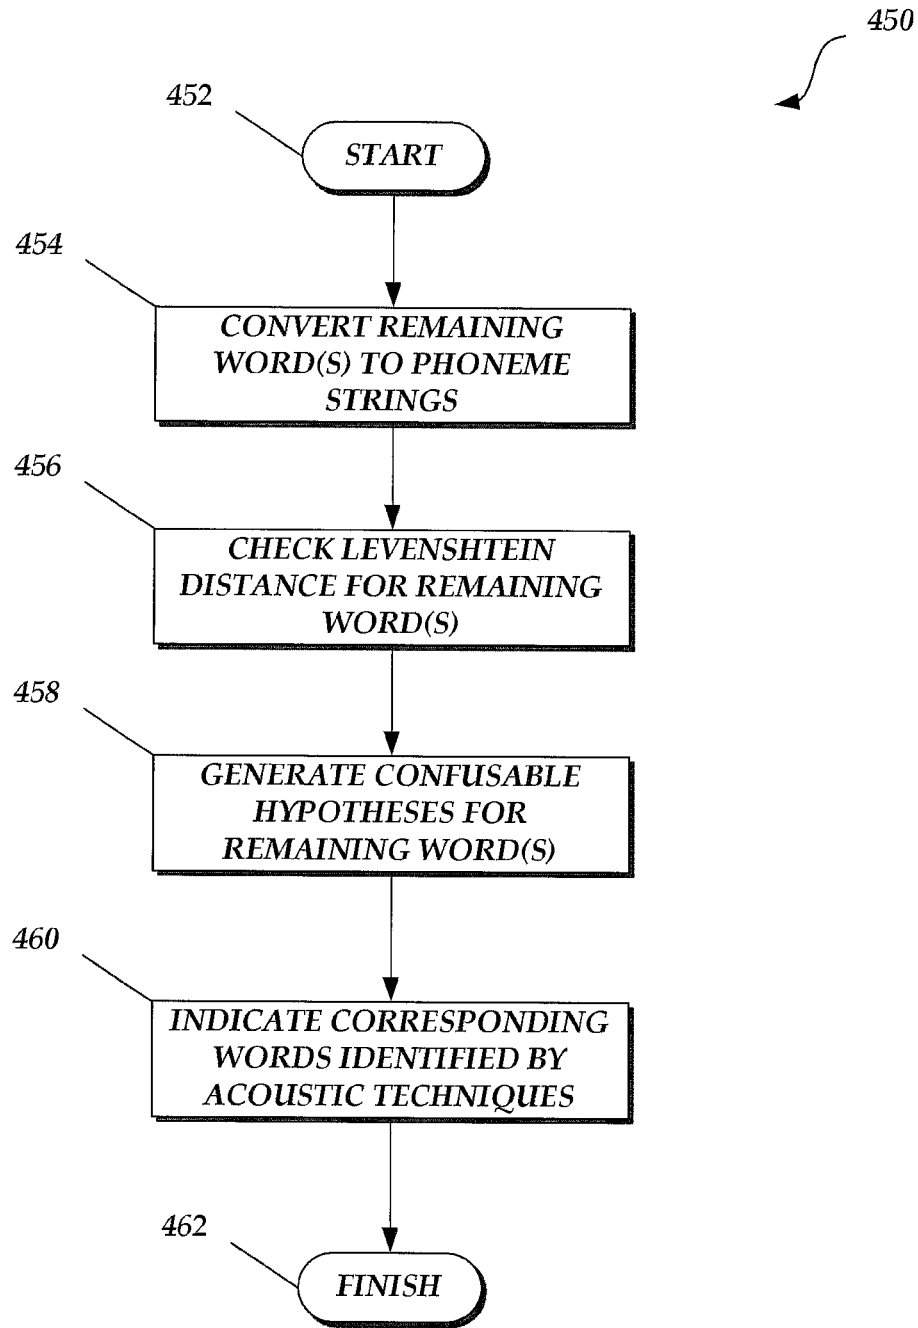 450
452
START
454
CONVERT REMAINING
WORD(S) TO PHONEME
STRINGS
456
CHECK LEVENSHTEIN
DISTANCE FOR REMAINING
WORD(S)
458
GENERATE CONFUSABLE
HYPOTHESES FOR
REMAINING WORD(S)
460
INDICATE CORRESPONDING
WORDS IDENTIFIED BY
ACOUSTIC TECHNIQUES
462
FINISH